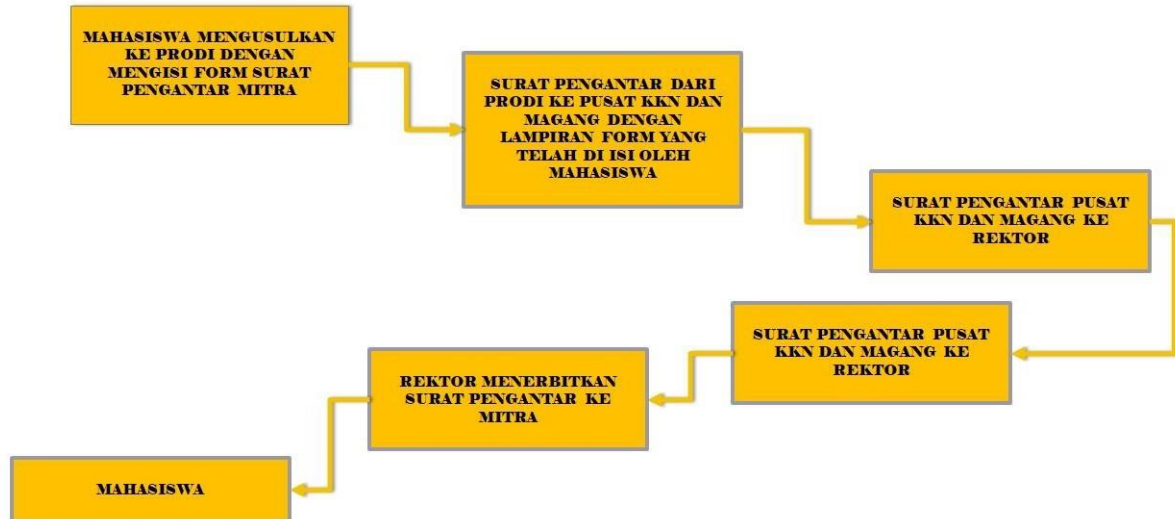 MAHASISWA MENGUSULKAN
KE PRODI DENGAN
MENGISI FORM SURAT
PENGANTAR MITRA
SURAT PENGANTAR DARI
PRODI KE PUSAT KKN DAN
MAGANG DENGAN
LAMPIRAN FORM YANG
TELAH DI ISI OLEH
MAHASISWA
SURAT PENGANTAR PUSAT
KKN DAN MAGANG KE
REKTOR
SURAT PENGANTAR PUSAT
KKN DAN MAGANG KE
REKTOR
REKTOR MENERBITKAN
SURAT PENGANTAR KE
MITRA
MAHASISWA